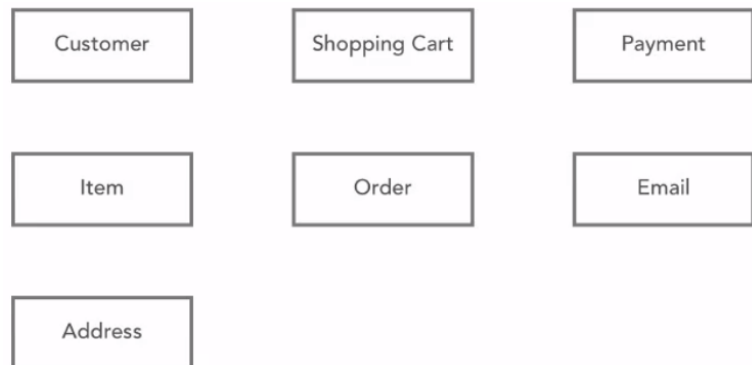 Customer
Shopping Cart
Payment
Item
Order
Email
Address